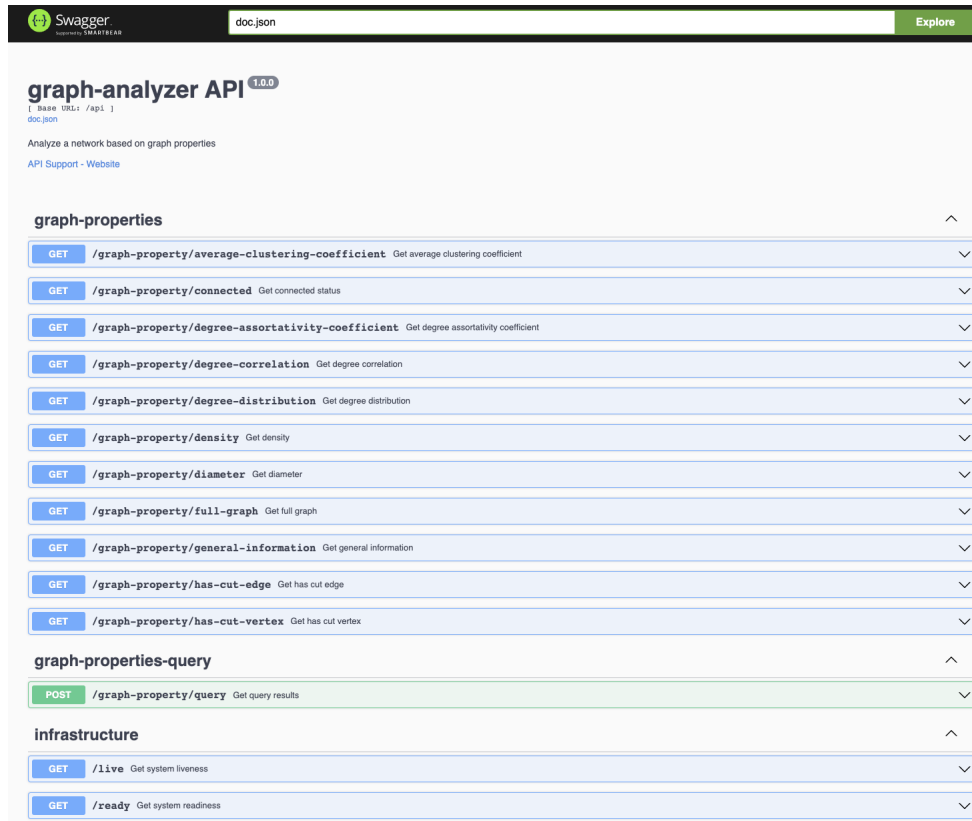 Swagger.
Supported by SMARTBEAR
doc.json
Explore
graph-analyzer API 1.0.0
[ Base URL: /api ]
doc.json
Analyze a network based on graph properties
API Support - Website
graph-properties
GET /graph-property/average-clustering-coefficient Get average clustering coefficient
GET /graph-property/connected Get connected status
GET /graph-property/degree-assortativity-coefficient Get degree assortativity coefficient
GET /graph-property/degree-correlation Get degree correlation
GET /graph-property/degree-distribution Get degree distribution
GET /graph-property/density Get density
GET /graph-property/diameter Get diameter
GET /graph-property/full-graph Get full graph
GET /graph-property/general-information Get general information
GET /graph-property/has-cut-edge Get has cut edge
GET /graph-property/has-cut-vertex Get has cut vertex
graph-properties-query
POST /graph-property/query Get query results
infrastructure
GET /live Get system liveness
GET /ready Get system readiness